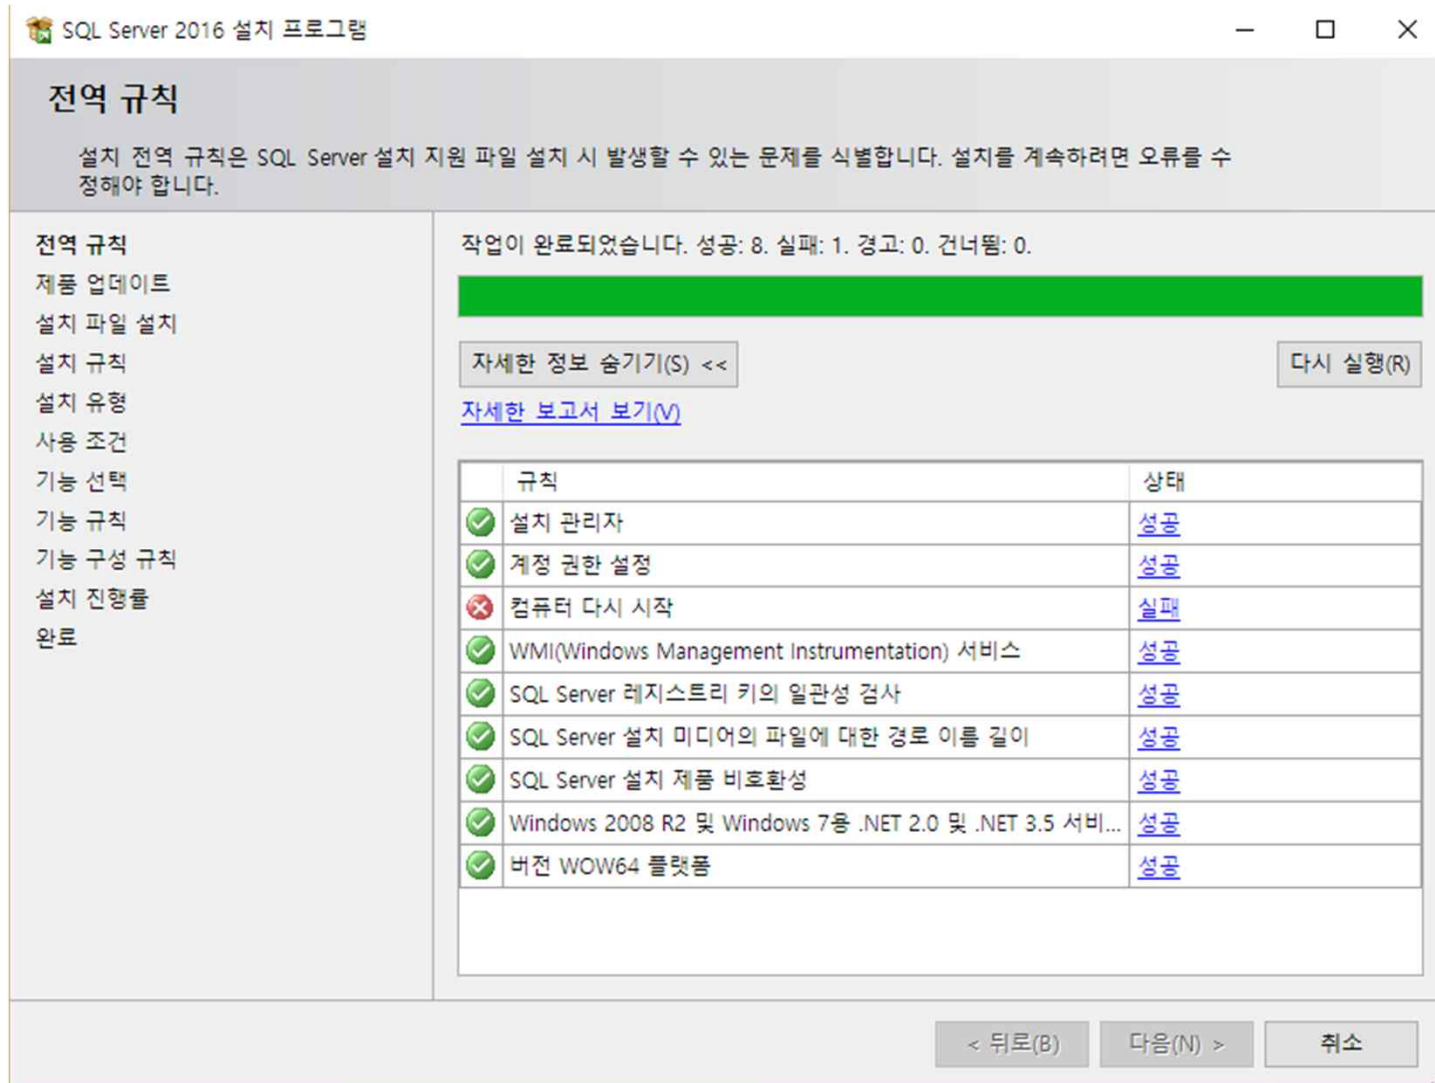 SQL Server 2016 설치 프로그램
전역 규칙
설치 전역 규칙은 SQL Server 설치 지원 파일 설치 시 발생할 수 있는 문제를 식별합니다. 설치를 계속하려면 오류를 수
정해야 합니다.
전역 규칙
제품 업데이트
설치 파일 설치
설치 규칙
설치 유형
사용 조건
기능 선택
기능 규칙
기능 구성 규칙
설치 진행률
완료
작업이 완료되었습니다. 성공: 8. 실패: 1. 경고: 0. 건너뜀: 0.
자세한 정보 숨기기(S) <<
다시 실행(R)
자세한 보고서 보기(V)
규칙 상태
설치 관리자 성공
계정 권한 설정 성공
컴퓨터 다시 시작 실패
WMI(Windows Management Instrumentation) 서비스 성공
SQL Server 레지스트리 키의 일관성 검사 성공
SQL Server 설치 미디어의 파일에 대한 경로 이름 길이 성공
SQL Server 설치 제품 비호환성 성공
Windows 2008 R2 및 Windows 7용 .NET 2.0 및 .NET 3.5 서비... 성공
버전 WOW64 플랫폼 성공
< 뒤로(B)
다음(N) >
취소